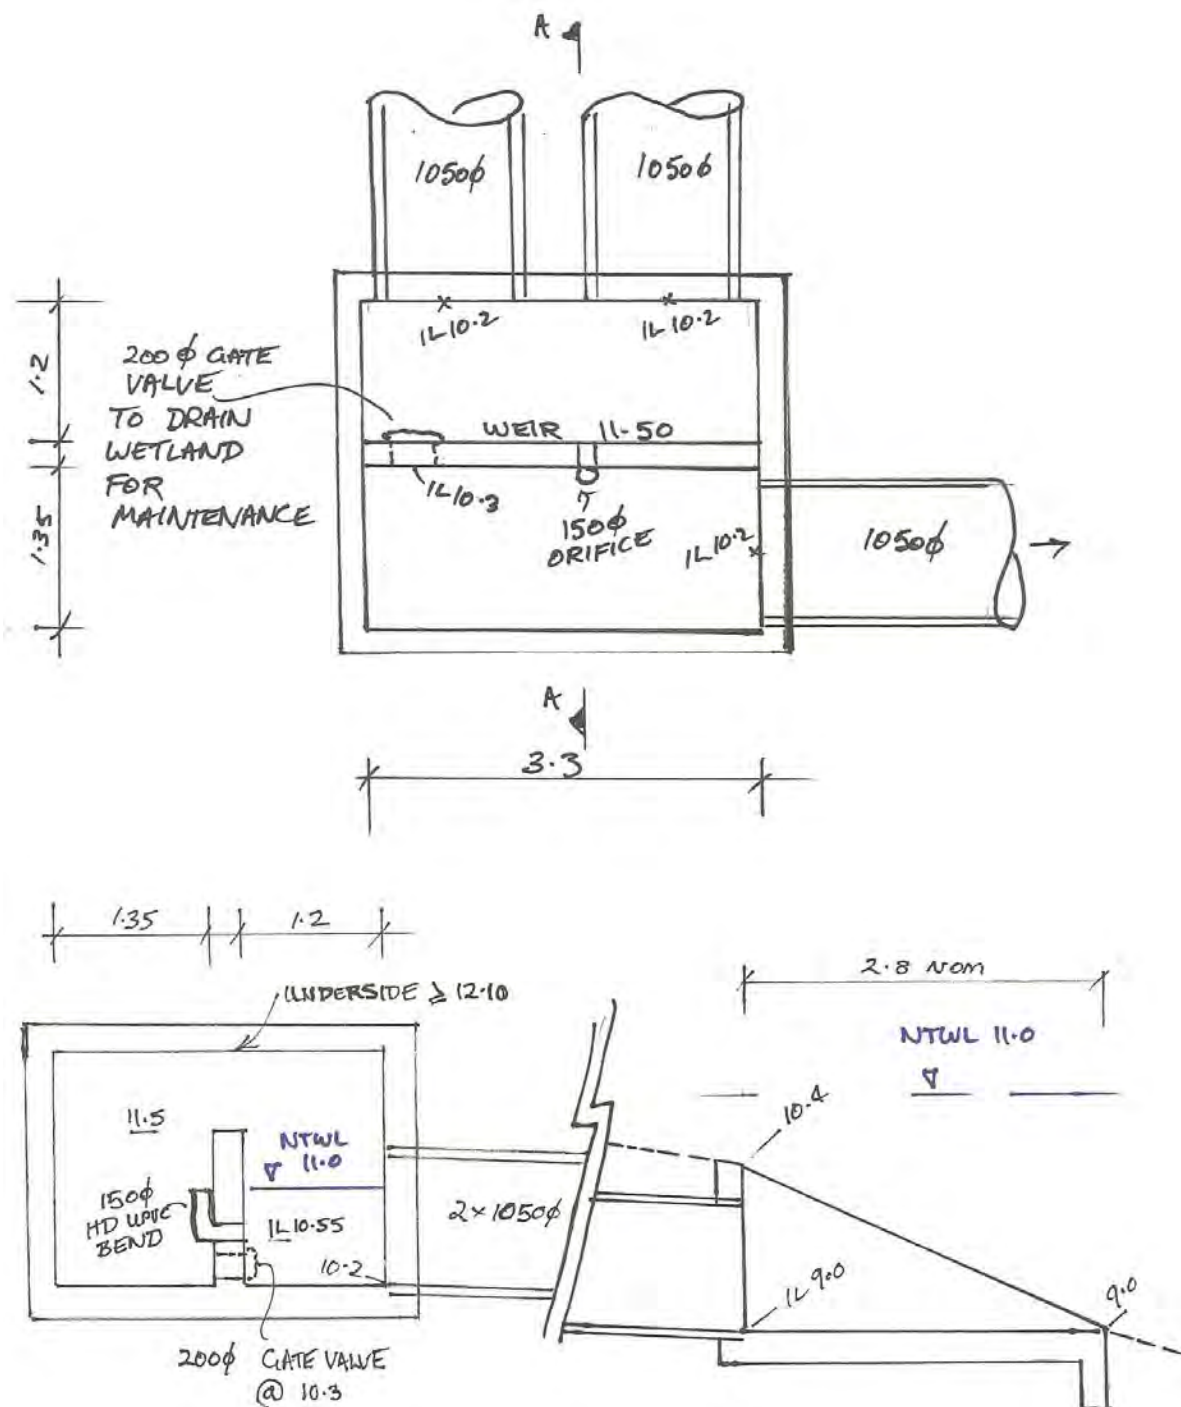 A
1050ϕ
1050ϕ
IL 10.2
IL 10.2
1.2
200 ϕ GATE
VALVE
TO DRAIN
WETLAND
FOR
MAINTENANCE
WEIR 11.50
IL 10.3
150ϕ
ORIFICE
IL 10.2
1050ϕ
1.35
A
3.3
1.35
1.2
UNDERSIDE ≥ 12.10
2.8 NOM
NTWL 11.0
11.5
NTWL
11.0
10.4
150ϕ
HD UPVC
BEND
IL 10.55
2 × 1050ϕ
10.2
IL 9.0
9.0
200ϕ GATE VALVE
@ 10.3